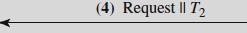 (4) Request || T₂